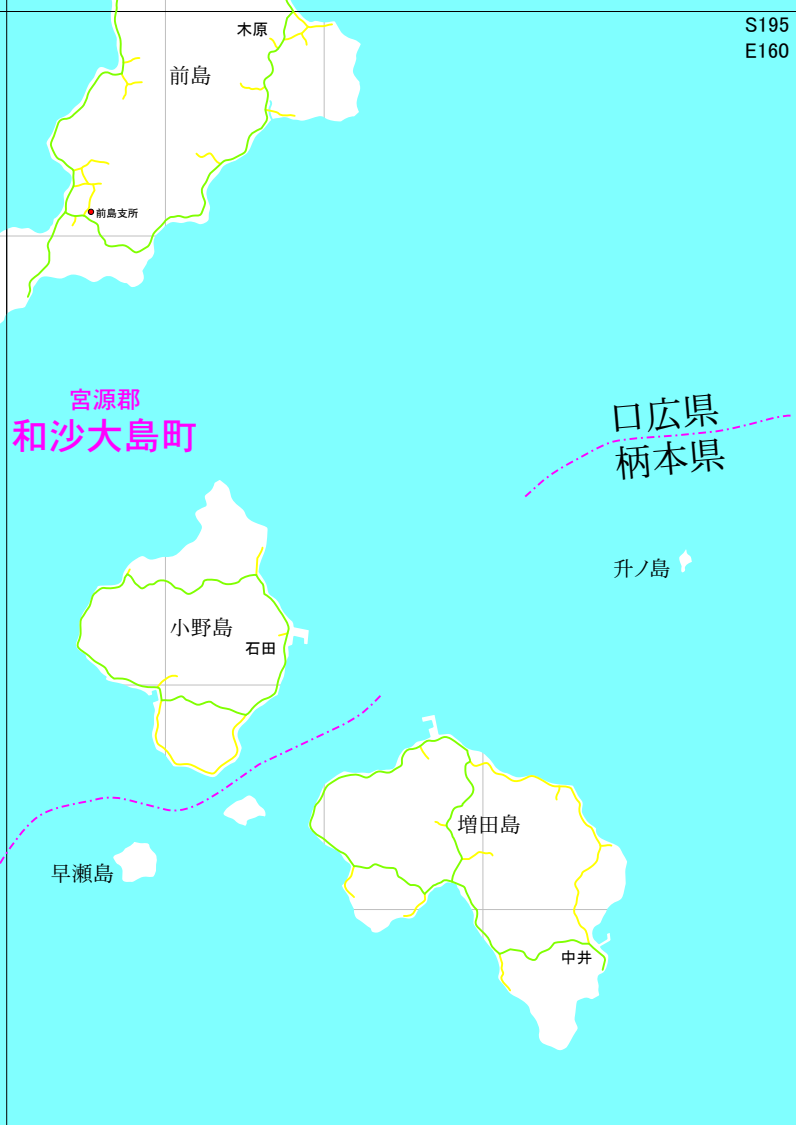 木原
S195
E160
前島
前島支所
宮源郡
和沙大島町
口広県
柄本県
升ノ島
小野島
石田
増田島
早瀬島
中井